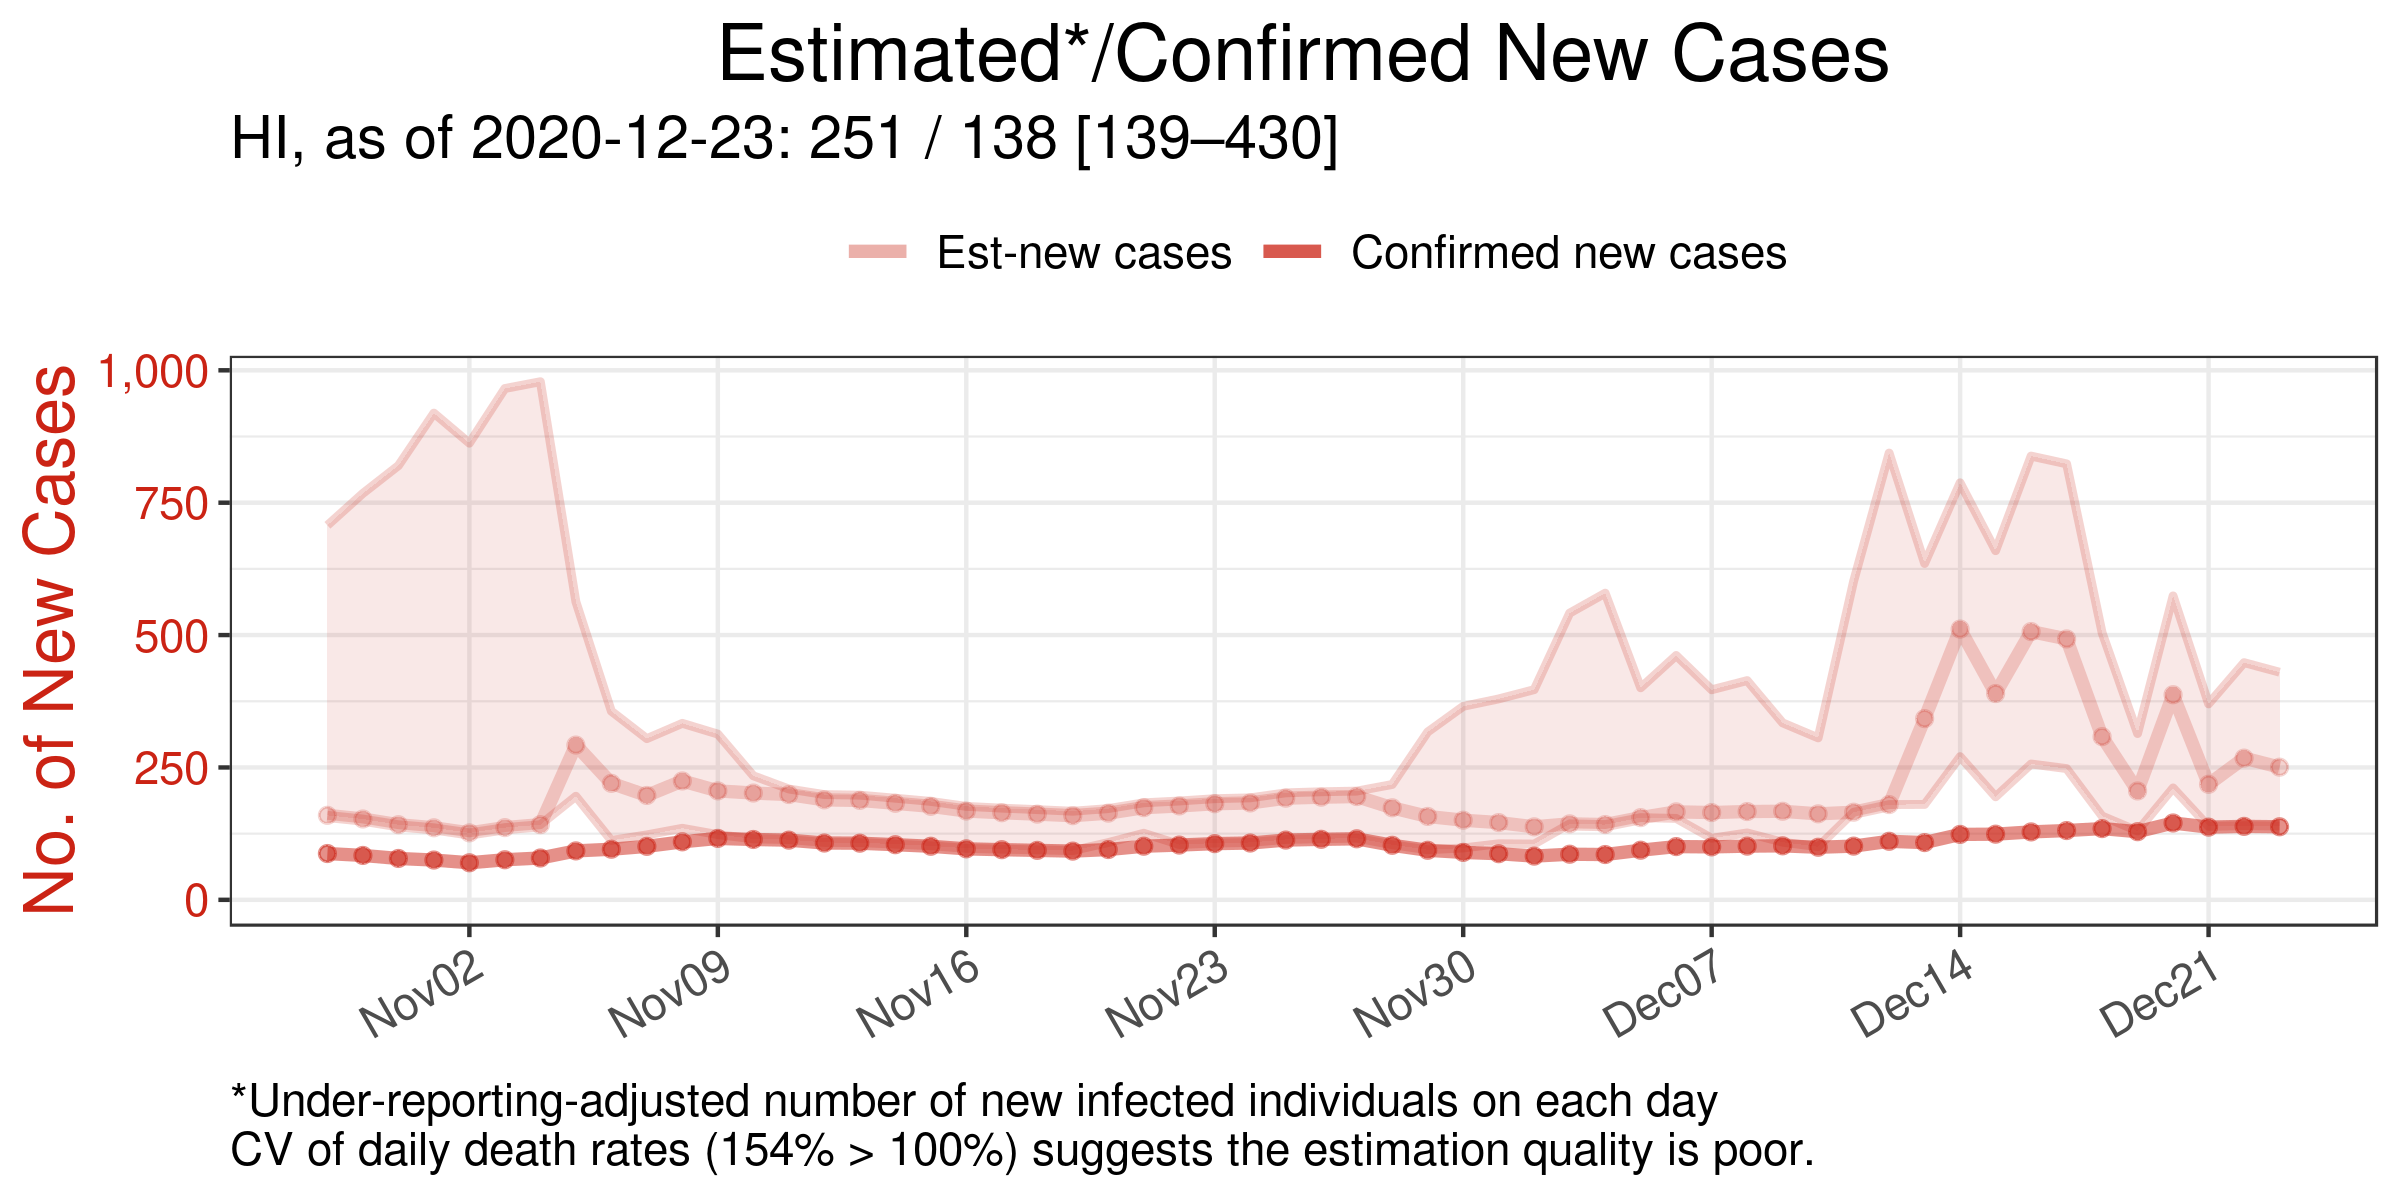 Estimated*/Confirmed New Cases
HI, as of 2020-12-23: 251 / 138 [139–430]
Est-new cases
Confirmed new cases
No. of New Cases
1,000
750
500
250
0
Nov02
Nov09
Nov16
Nov23
Nov30
Dec07
Dec14
Dec21
*Under-reporting-adjusted number of new infected individuals on each day
CV of daily death rates (154% > 100%) suggests the estimation quality is poor.